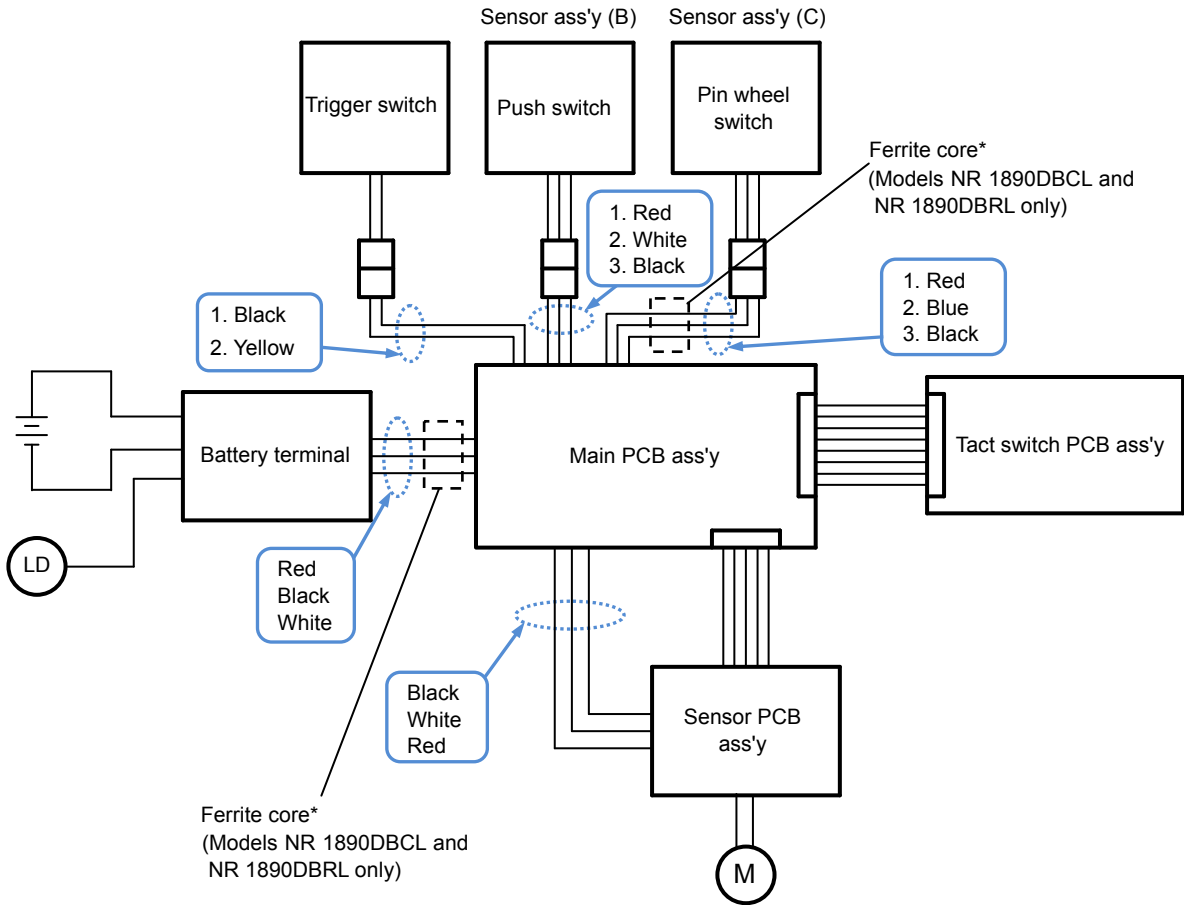 Sensor ass'y (B)
Sensor ass'y (C)
Trigger switch
Push switch
Pin wheel
switch
Ferrite core*
(Models NR 1890DBCL and
NR 1890DBRL only)
1. Red
2. White
3. Black
1. Red
2. Blue
3. Black
1. Black
2. Yellow
Battery terminal
Main PCB ass'y
Tact switch PCB ass'y
LD
Red
Black
White
Black
White
Red
Sensor PCB
ass'y
Ferrite core*
(Models NR 1890DBCL and
NR 1890DBRL only)
M